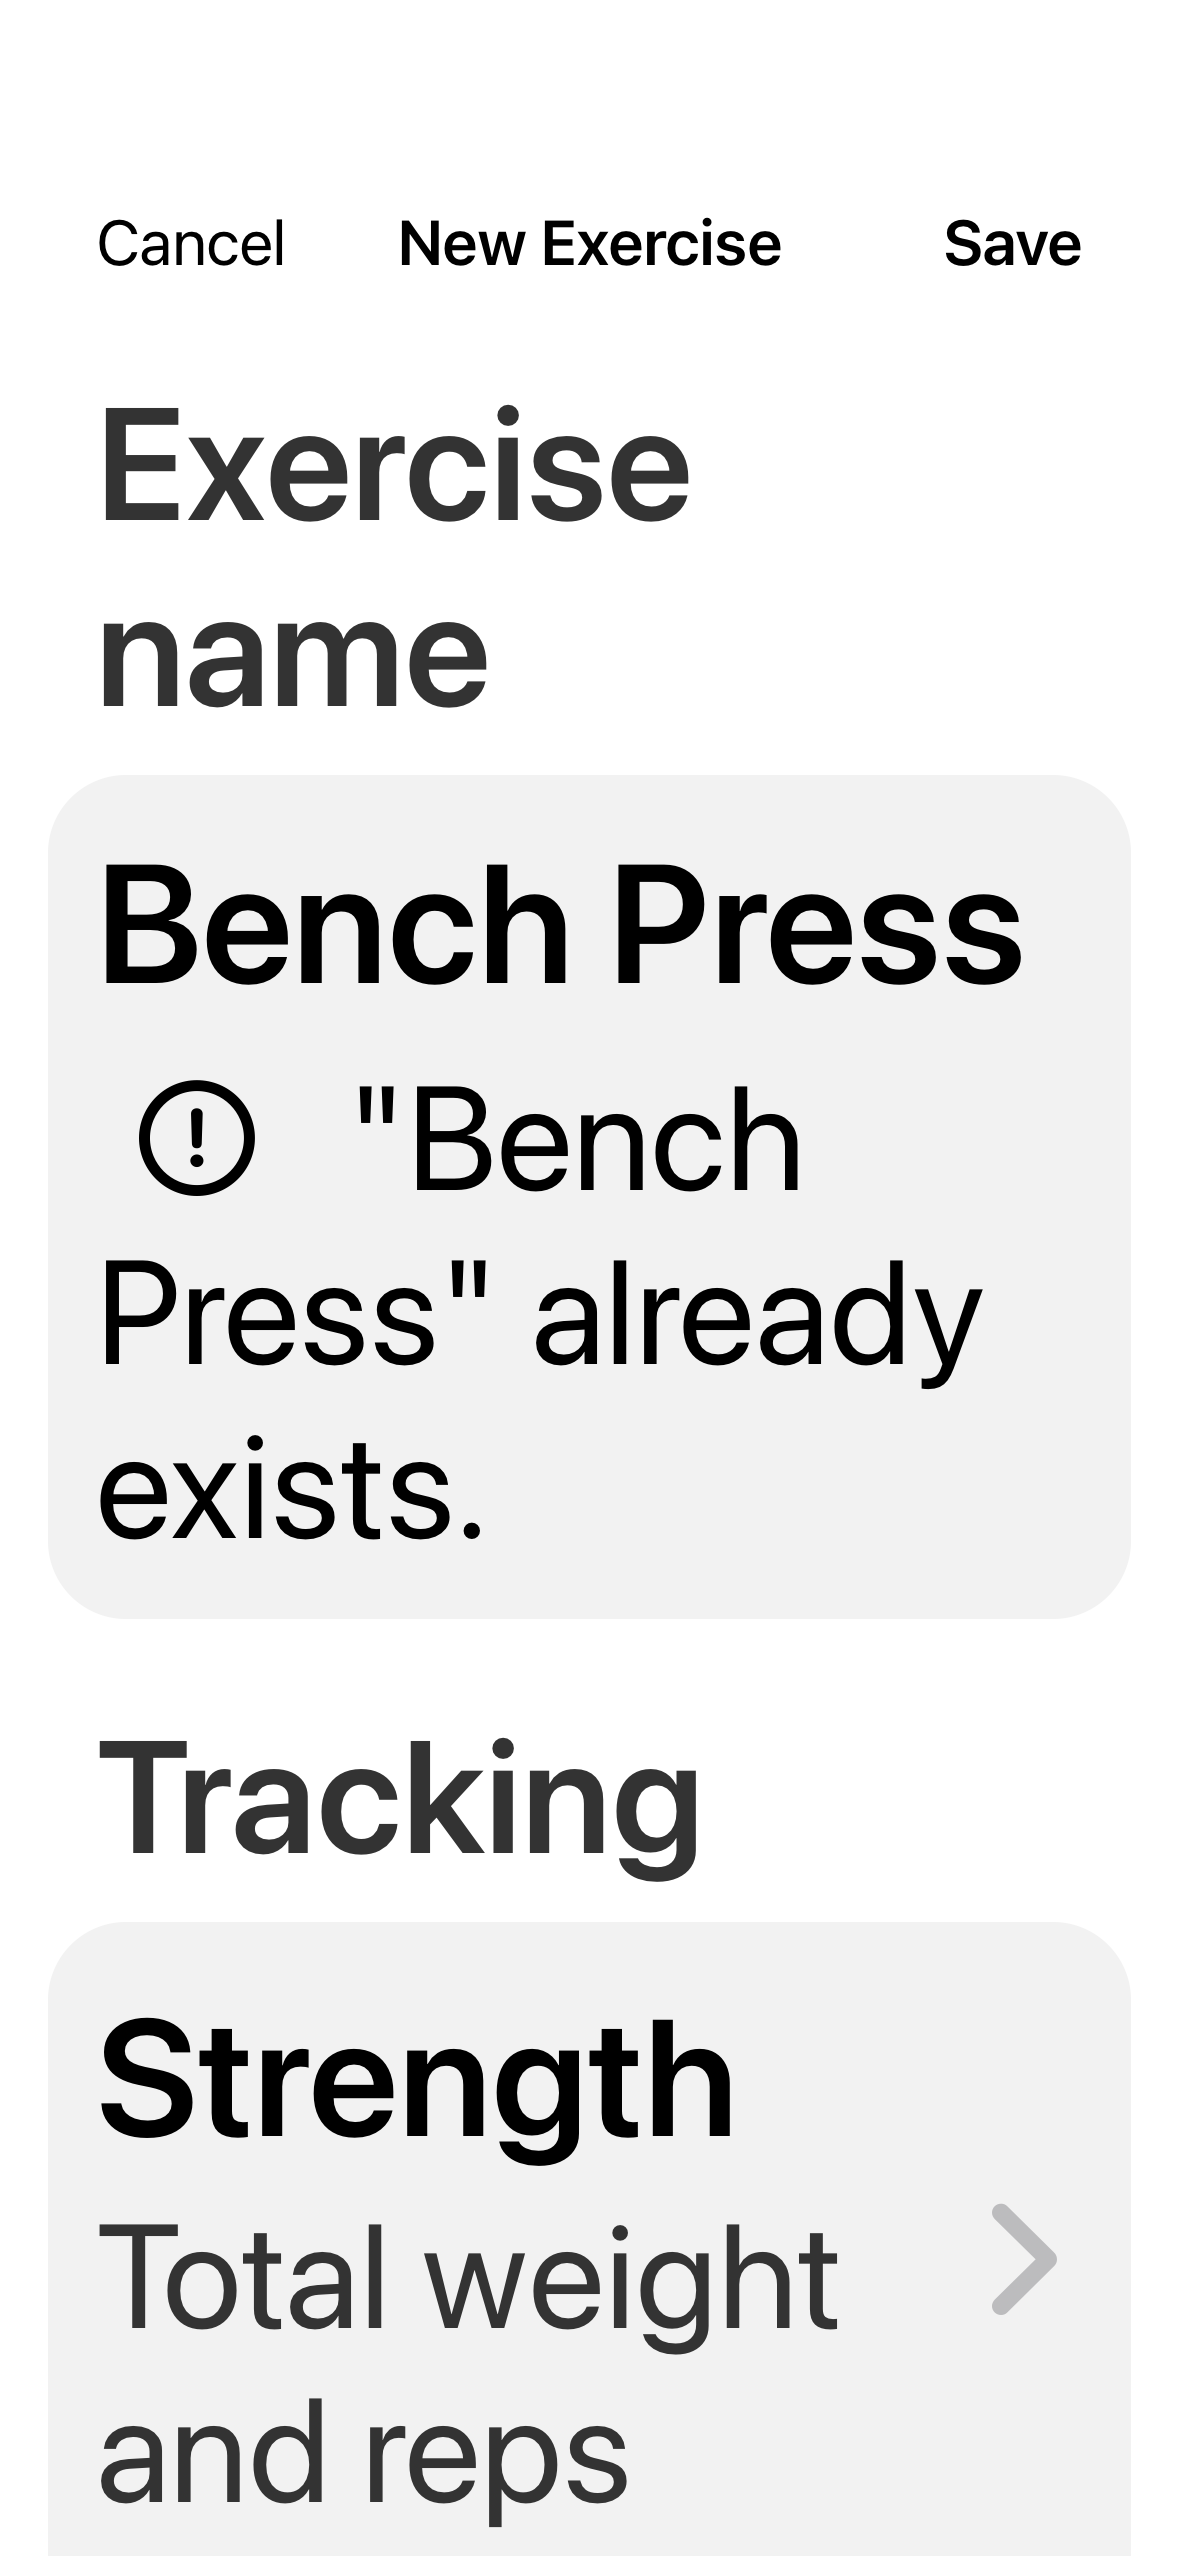 Cancel New Exercise Save
Exercise
name
Bench Press
"Bench
Press" already
exists.
Tracking
Strength
Total weight
and reps